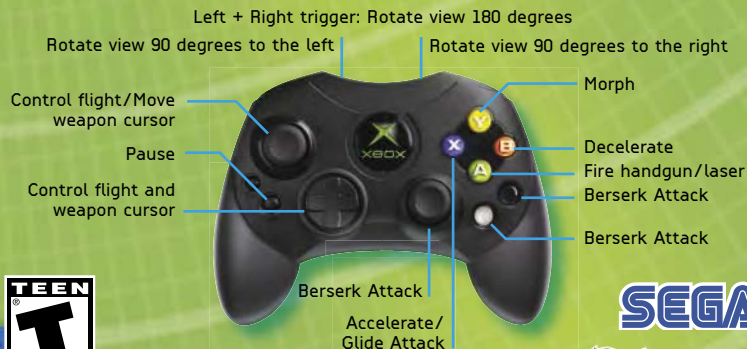 Left + Right trigger: Rotate view 180 degrees
Rotate view 90 degrees to the left
Rotate view 90 degrees to the right
Control flight/Move
weapon cursor
Pause
Control flight and
weapon cursor
Morph
Decelerate
Fire handgun/laser
Berserk Attack
Berserk Attack
Berserk Attack
Accelerate/
Glide Attack
XBOX
Y
X
B
A
TEEN
®
T
SEGA